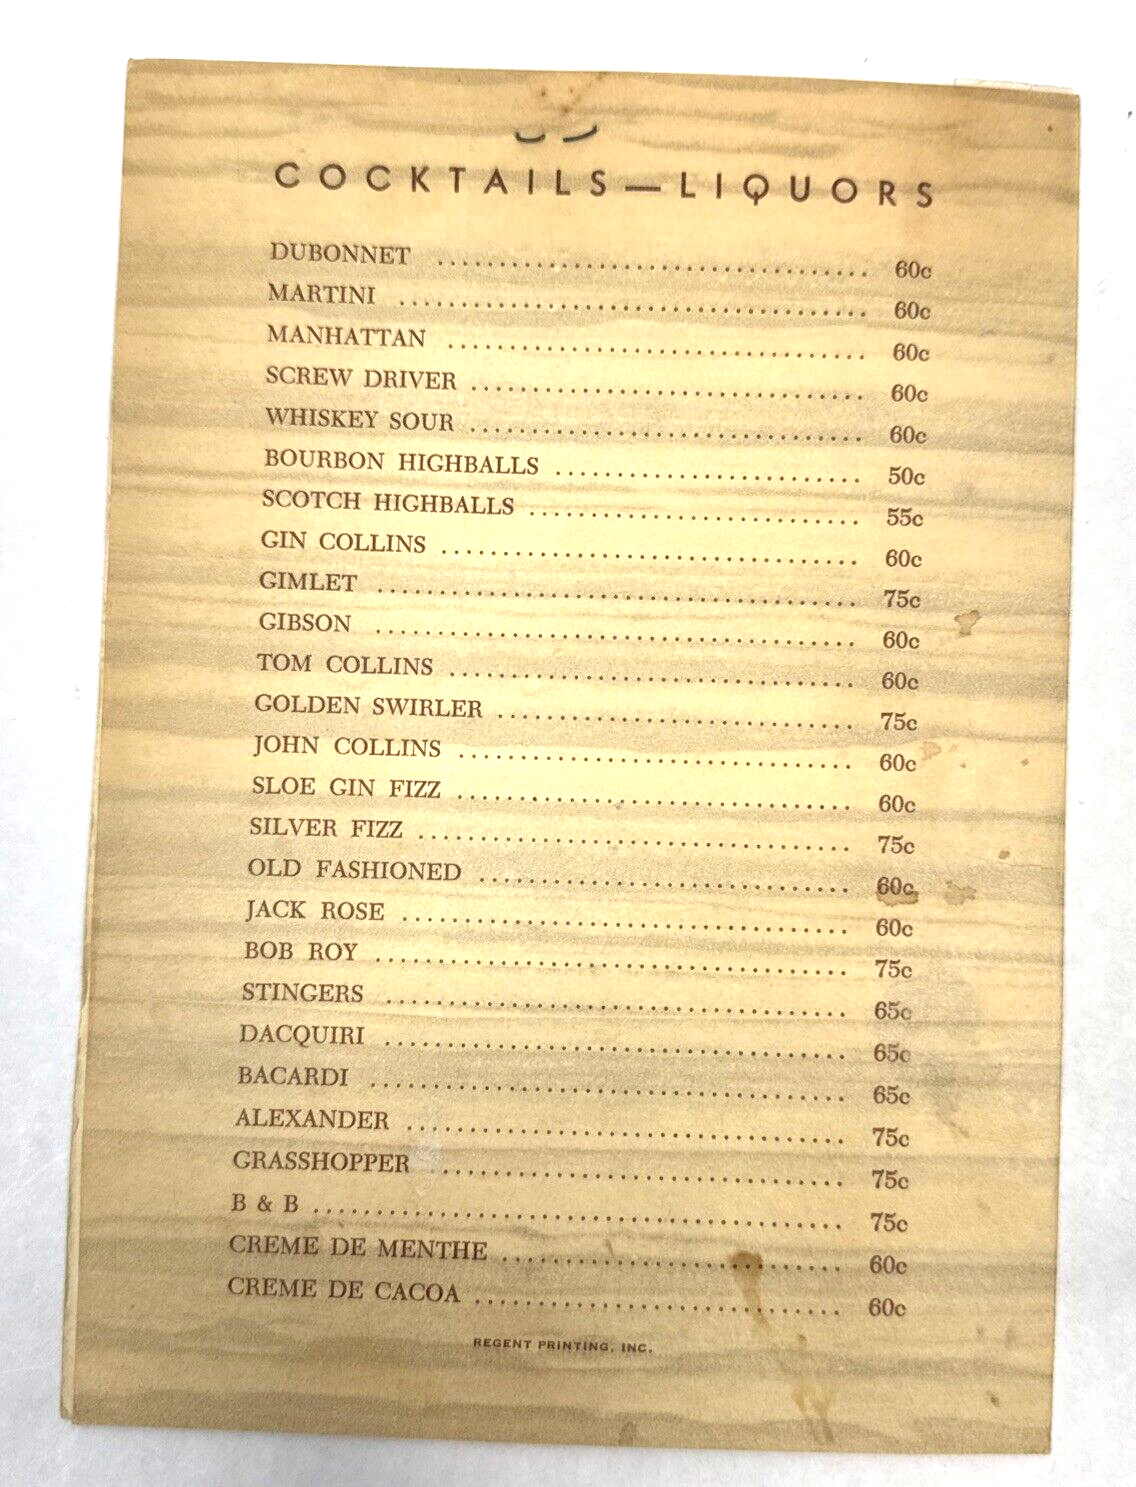 COCKTAILS—LIQUORS
DUBONNET .................................. 60c
MARTINI ..................................... 60c
MANHATTAN ................................. 60c
SCREW DRIVER ............................... 60c
WHISKEY SOUR ............................... 60c
BOURBON HIGHBALLS ......................... 50c
SCOTCH HIGHBALLS .......................... 55c
GIN COLLINS ................................. 60c
GIMLET ...................................... 75c
GIBSON ...................................... 60c
TOM COLLINS ................................ 60c
GOLDEN SWIRLER ............................ 75c
JOHN COLLINS ............................... 60c
SLOE GIN FIZZ ............................... 60c
SILVER FIZZ .................................. 75c
OLD FASHIONED ............................. 60c
JACK ROSE ................................... 60c
BOB ROY ..................................... 75c
STINGERS .................................... 65c
DACQUIRI .................................... 65c
BACARDI ..................................... 65c
ALEXANDER .................................. 75c
GRASSHOPPER ................................ 75c
B & B ......................................... 75c
CREME DE MENTHE .......................... 60c
CREME DE CACOA ............................ 60c
REGENT PRINTING, INC.